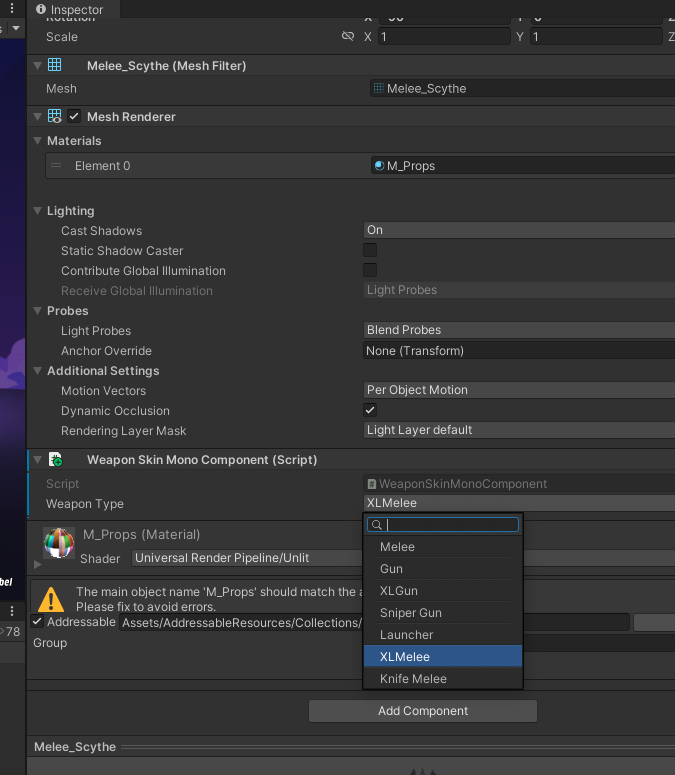 Inspector
Rotation X -90 Y 0 Z
Scale X 1 Y 1 Z
Melee_Scythe (Mesh Filter)
Mesh Melee_Scythe
Mesh Renderer
Materials
Element 0 M_Props
Lighting
Cast Shadows On
Static Shadow Caster
Contribute Global Illumination
Receive Global Illumination Light Probes
Probes
Light Probes Blend Probes
Anchor Override None (Transform)
Additional Settings
Motion Vectors Per Object Motion
Dynamic Occlusion
Rendering Layer Mask Light Layer default
Weapon Skin Mono Component (Script)
Script WeaponSkinMonoComponent
Weapon Type XLMelee
Melee
Gun
XLGun
Sniper Gun
Launcher
XLMelee
Knife Melee
M_Props (Material)
Shader Universal Render Pipeline/Unlit
The main object name 'M_Props' should match the a
Please fix to avoid errors.
bel
78
Addressable Assets/AddressableResources/Collections/
Group
Add Component
Melee_Scythe